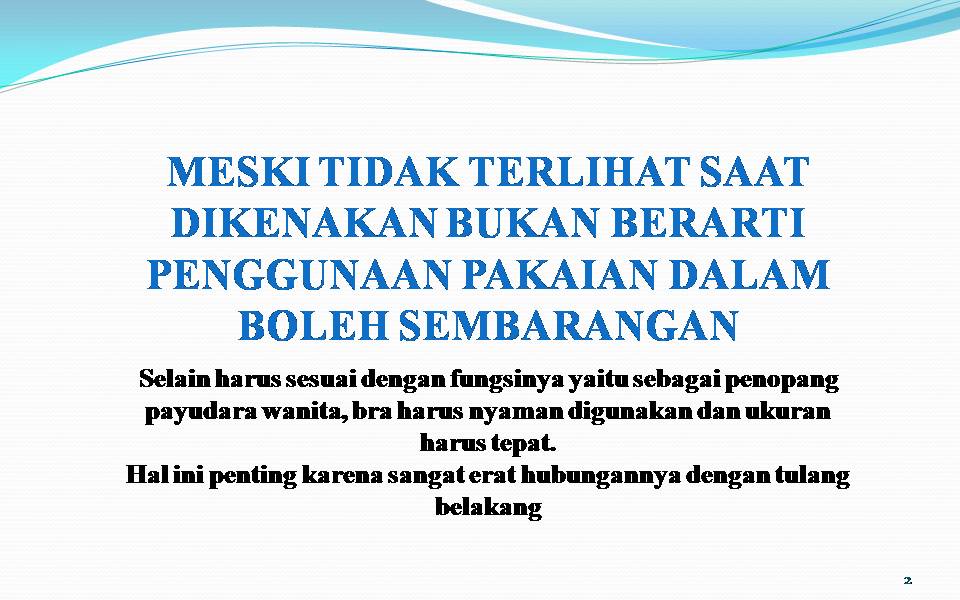 MESKI TIDAK TERLIHAT SAAT
DIKENAKAN BUKAN BERARTI
PENGGUNAAN PAKAIAN DALAM
BOLEH SEMBARANGAN
Selain harus sesuai dengan fungsinya yaitu sebagai penopang
payudara wanita, bra harus nyaman digunakan dan ukuran
harus tepat.
Hal ini penting karena sangat erat hubungannya dengan tulang
belakang
2